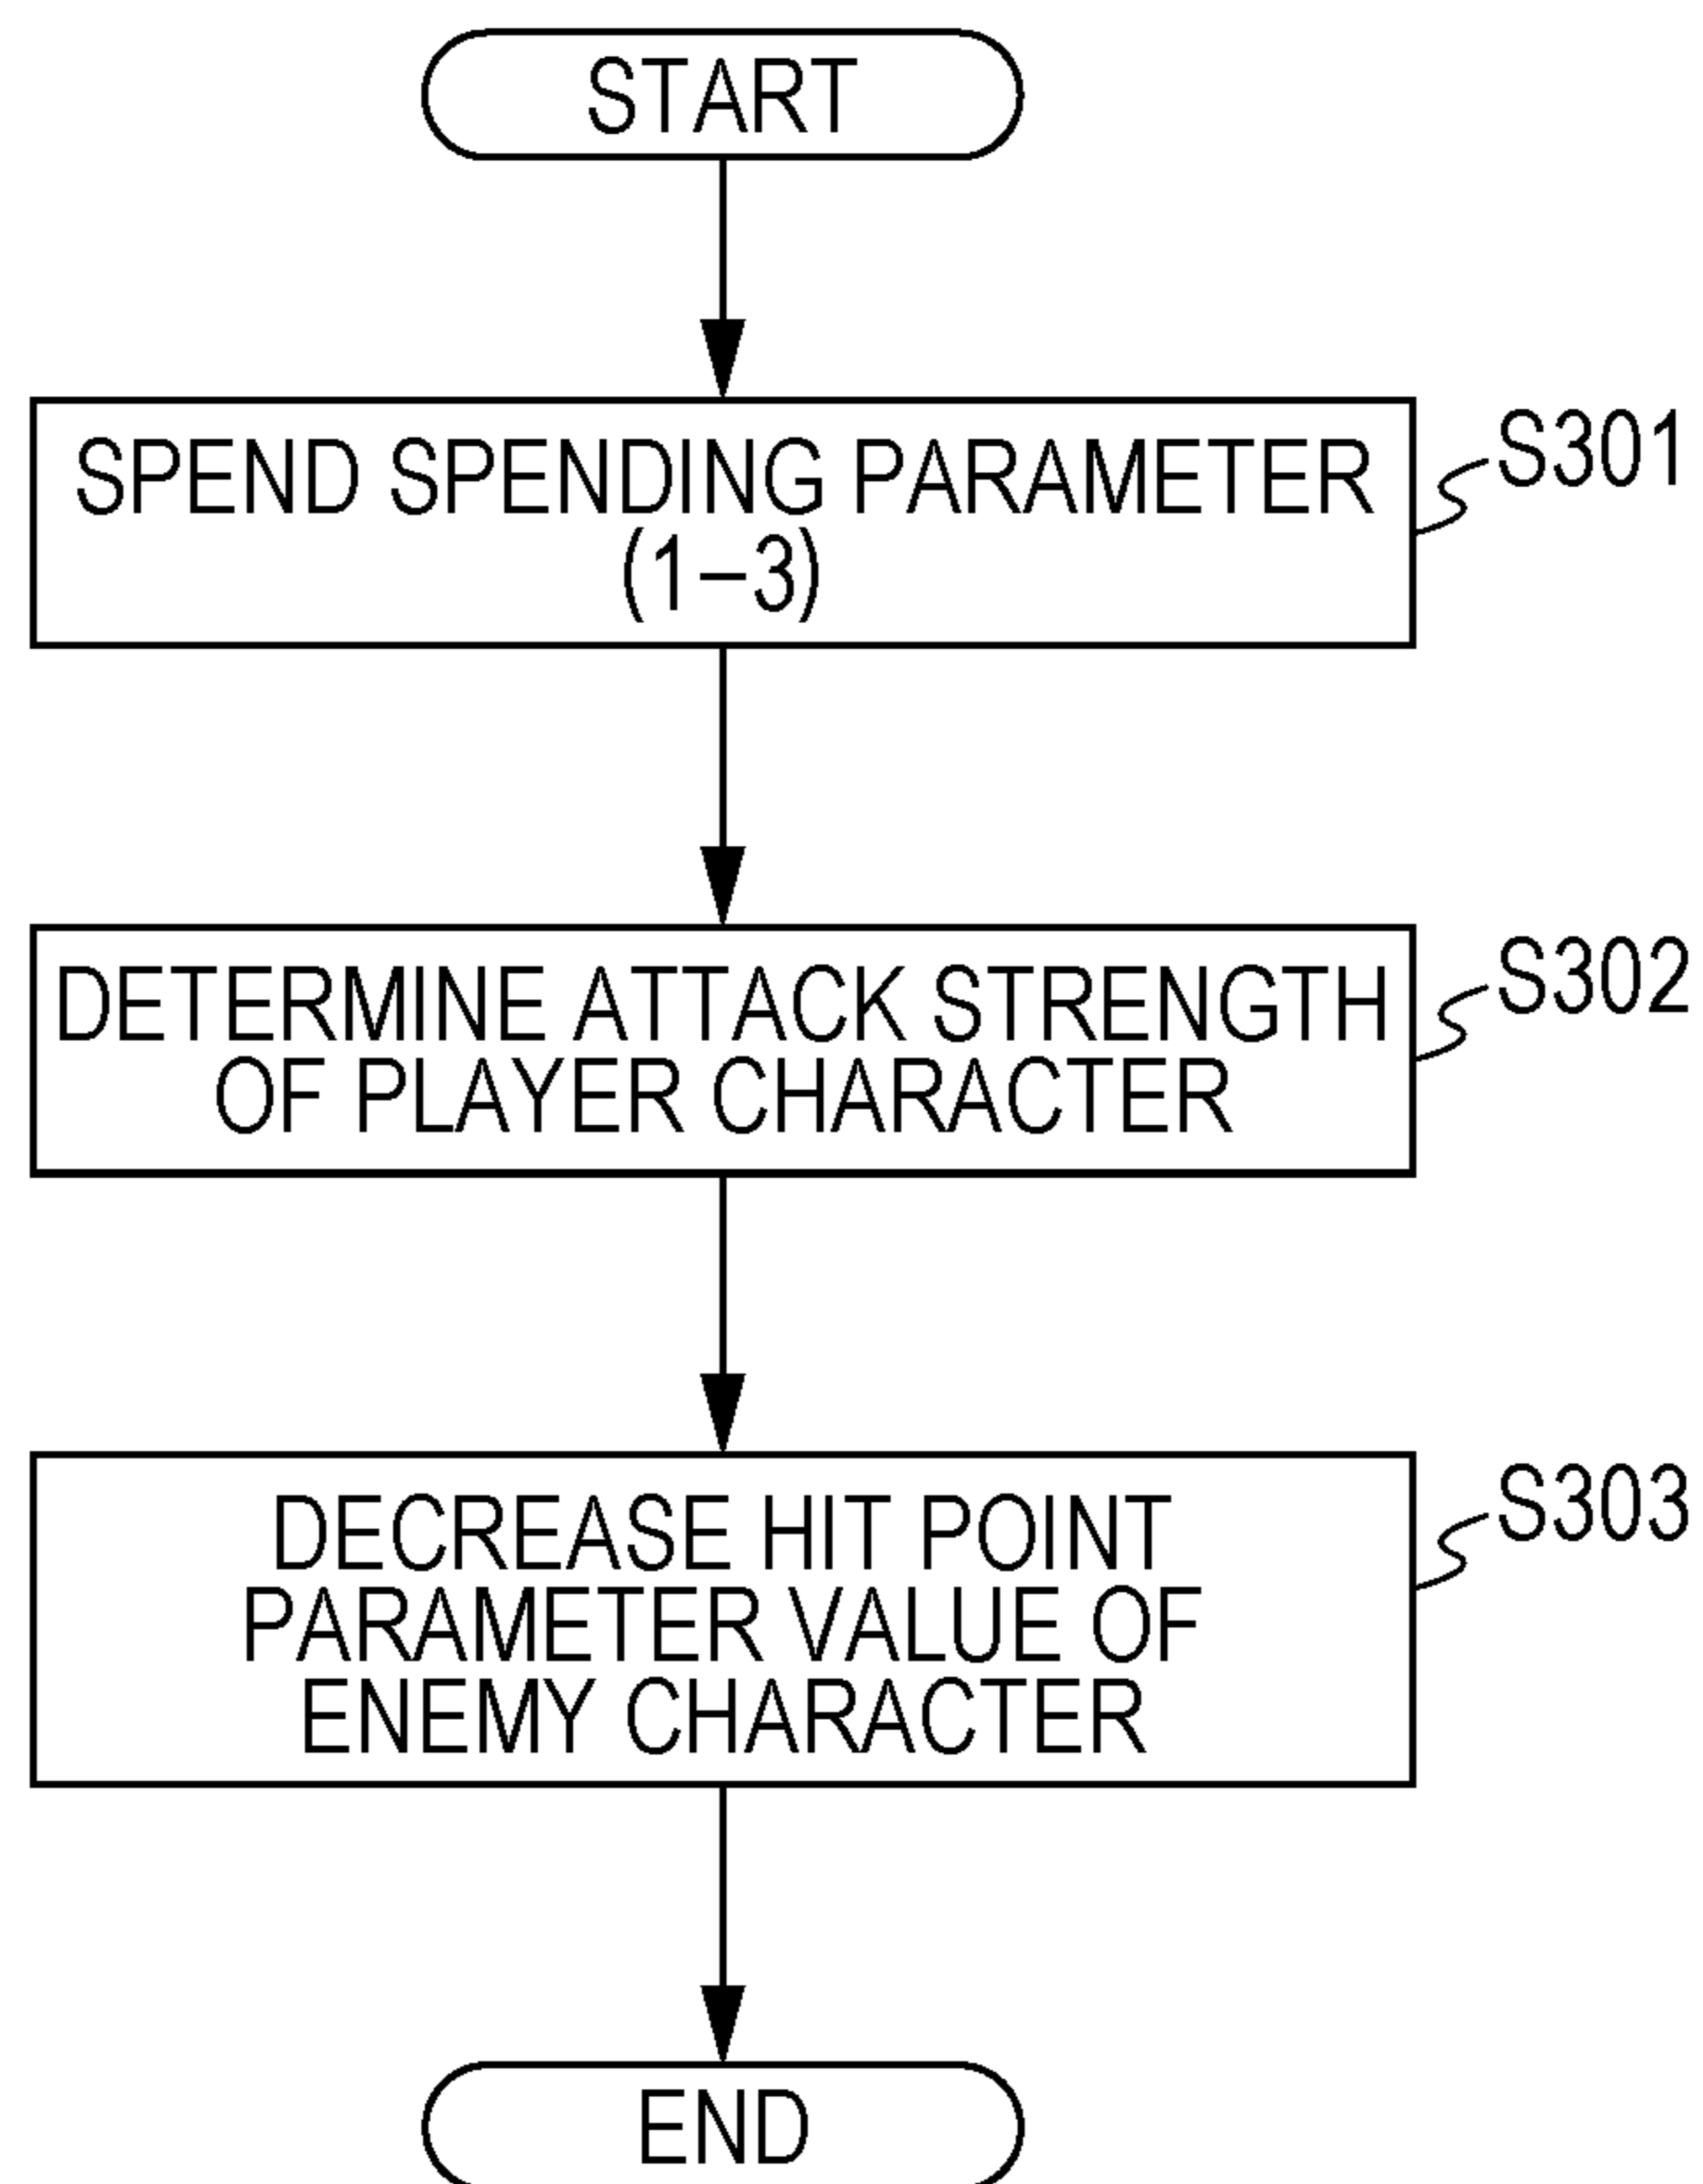 START
SPEND SPENDING PARAMETER
(1–3)
S301
DETERMINE ATTACK STRENGTH
OF PLAYER CHARACTER
S302
DECREASE HIT POINT
PARAMETER VALUE OF
ENEMY CHARACTER
S303
END